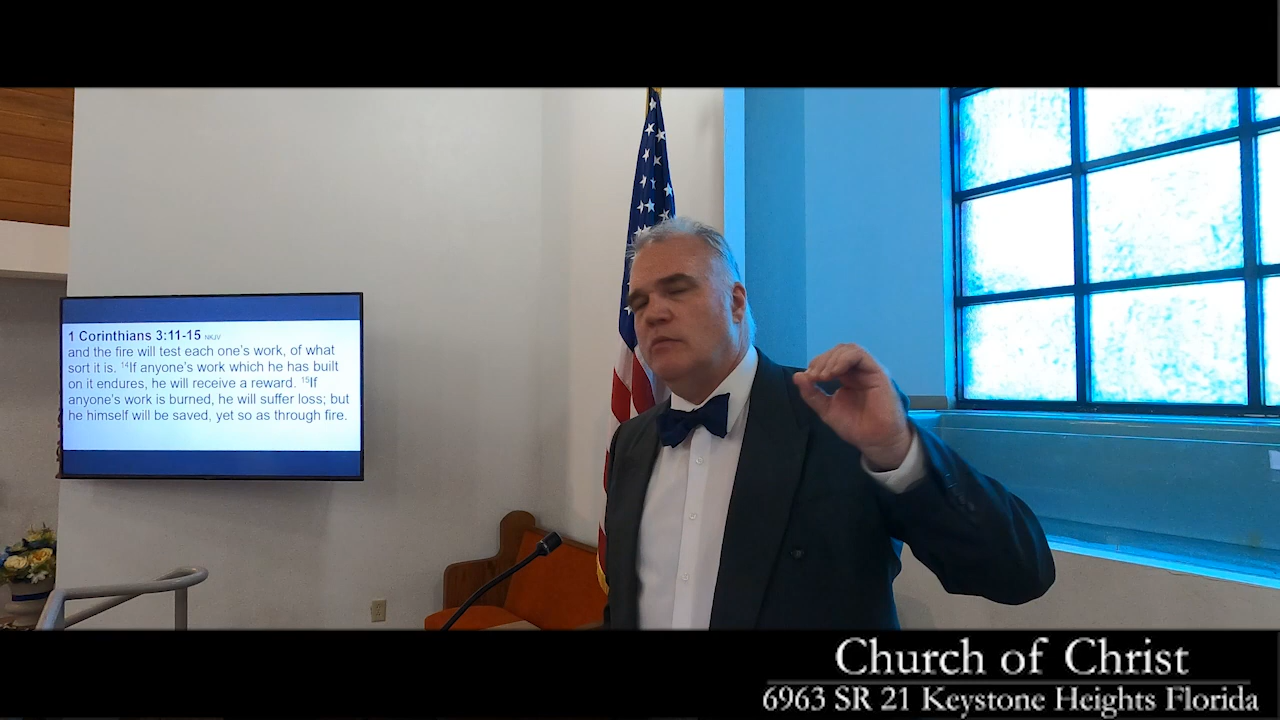 1 Corinthians 3:11-15 NKJV
and the fire will test each one's work, of what
sort it is. ¹⁴If anyone's work which he has built
on it endures, he will receive a reward. ¹⁵If
anyone's work is burned, he will suffer loss; but
he himself will be saved, yet so as through fire.
Church of Christ
6963 SR 21 Keystone Heights Florida